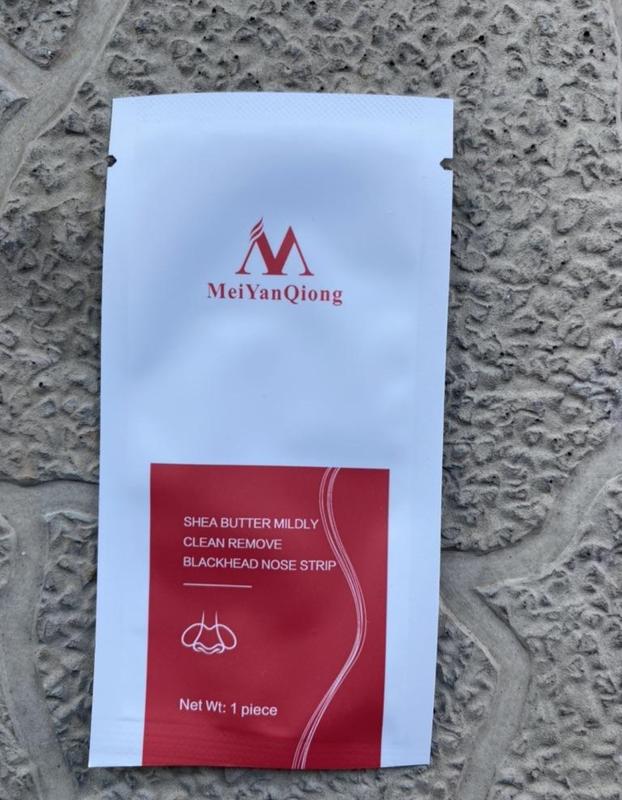 MeiYanQiong
SHEA BUTTER MILDLY
CLEAN REMOVE
BLACKHEAD NOSE STRIP
Net Wt: 1 piece